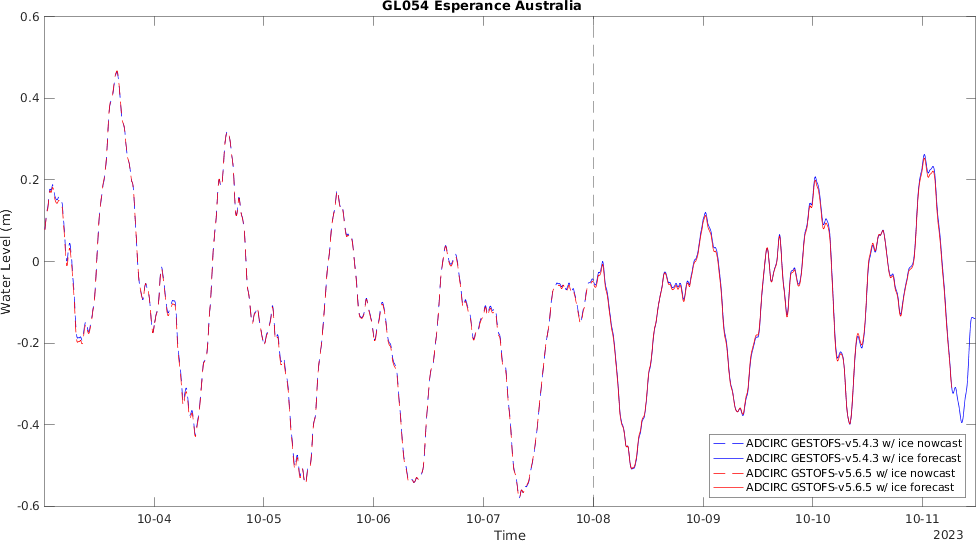 GL054 Esperance Australia
Water Level (m)
0.6
0.4
0.2
0
-0.2
-0.4
-0.6
ADCIRC GESTOFS-v5.4.3 w/ ice nowcast
ADCIRC GESTOFS-v5.4.3 w/ ice forecast
ADCIRC GSTOFS-v5.6.5 w/ ice nowcast
ADCIRC GSTOFS-v5.6.5 w/ ice forecast
10-04 10-05 10-06 10-07 10-08 10-09 10-10 10-11
Time 2023